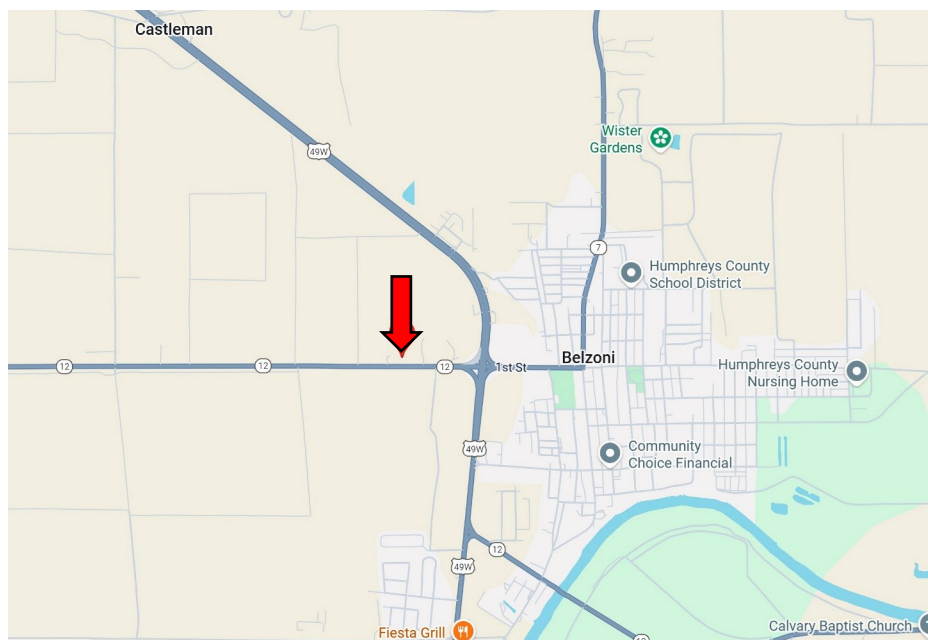 Castleman
49W
Wister
Gardens
7
Humphreys County
School District
12
12
12
1st St
Belzoni
Humphreys County
Nursing Home
49W
Community
Choice Financial
12
49W
Fiesta Grill
12
Calvary Baptist Church